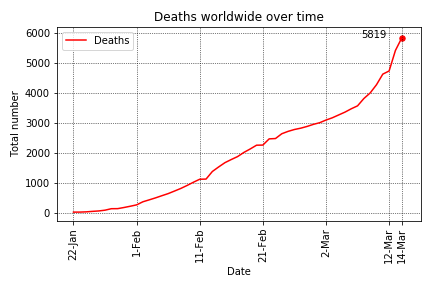 Deaths worldwide over time
5819
Deaths
6000
5000
4000
3000
2000
1000
0
Total number
22-Jan
1-Feb
11-Feb
21-Feb
2-Mar
12-Mar
14-Mar
Date